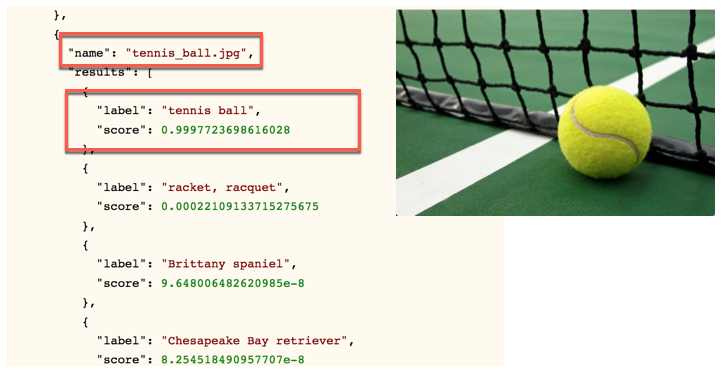 },
{
"name": "tennis_ball.jpg",
"results": [
{
"label": "tennis ball",
"score": 0.9997723698616028
},
{
"label": "racket, racquet",
"score": 0.00022109133715275675
},
{
"label": "Brittany spaniel",
"score": 9.648006482620985e-8
},
{
"label": "Chesapeake Bay retriever",
"score": 8.254518490957707e-8